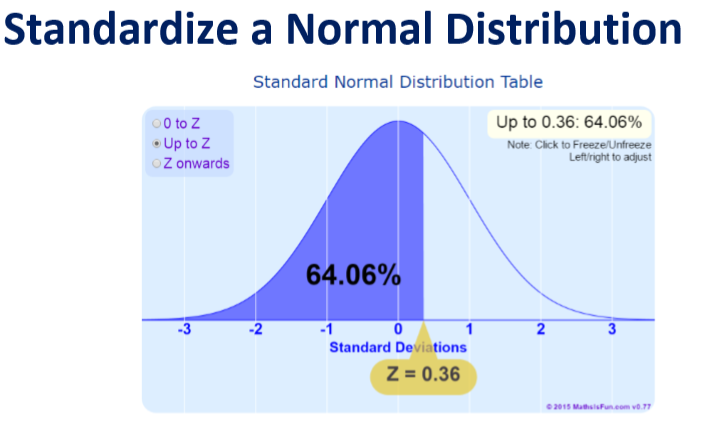 Standardize a Normal Distribution
Standard Normal Distribution Table
0 to Z
Up to Z
Z onwards
Up to 0.36: 64.06%
Note: Click to Freeze/Unfreeze
Left/right to adjust
64.06%
-3 -2 -1 0 1 2 3
Standard Deviations
Z = 0.36
© 2015 MathsIsFun.com v0.77